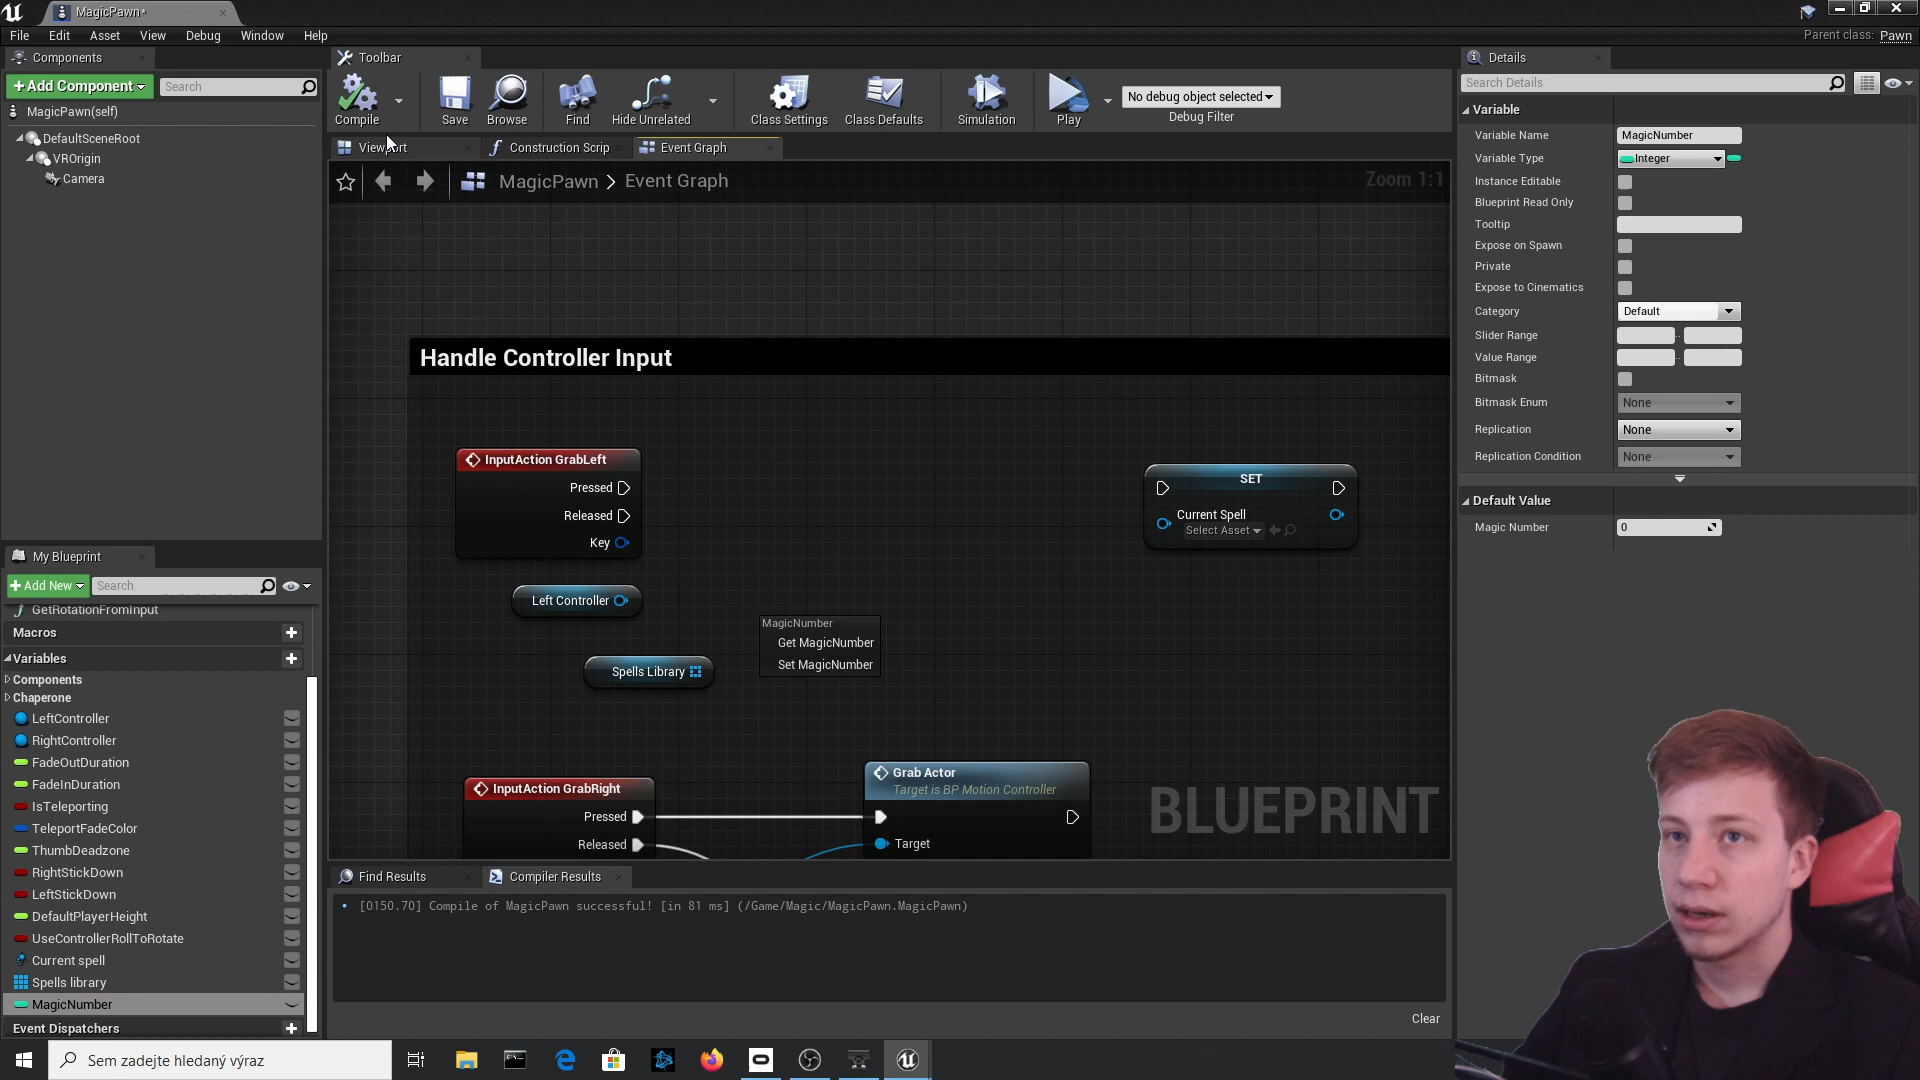 MagicPawn*
File Edit Asset View Debug Window Help
Parent class: Pawn
Components
Add Component
Search
MagicPawn(self)
DefaultSceneRoot
VROrigin
Camera
Toolbar
Compile
Save
Browse
Find
Hide Unrelated
Class Settings
Class Defaults
Simulation
Play
No debug object selected
Debug Filter
Viewport
Construction Scrip
Event Graph
MagicPawn > Event Graph
Zoom 1:1
Handle Controller Input
InputAction GrabLeft
Pressed
Released
Key
Left Controller
Spells Library
MagicNumber
Get MagicNumber
Set MagicNumber
SET
Current Spell
Select Asset
InputAction GrabRight
Pressed
Released
Grab Actor
Target is BP Motion Controller
Target
BLUEPRINT
My Blueprint
Add New
Search
GetRotationFromInput
Macros
Variables
Components
Chaperone
LeftController
RightController
FadeOutDuration
FadeInDuration
IsTeleporting
TeleportFadeColor
ThumbDeadzone
RightStickDown
LeftStickDown
DefaultPlayerHeight
UseControllerRollToRotate
Current spell
Spells library
MagicNumber
Event Dispatchers
Find Results
Compiler Results
[0150.70] Compile of MagicPawn successful! [in 81 ms] (/Game/Magic/MagicPawn.MagicPawn)
Clear
Details
Search Details
Variable
Variable Name MagicNumber
Variable Type Integer
Instance Editable
Blueprint Read Only
Tooltip
Expose on Spawn
Private
Expose to Cinematics
Category Default
Slider Range
Value Range
Bitmask
Bitmask Enum None
Replication None
Replication Condition None
Default Value
Magic Number 0
Sem zadejte hledaný výraz